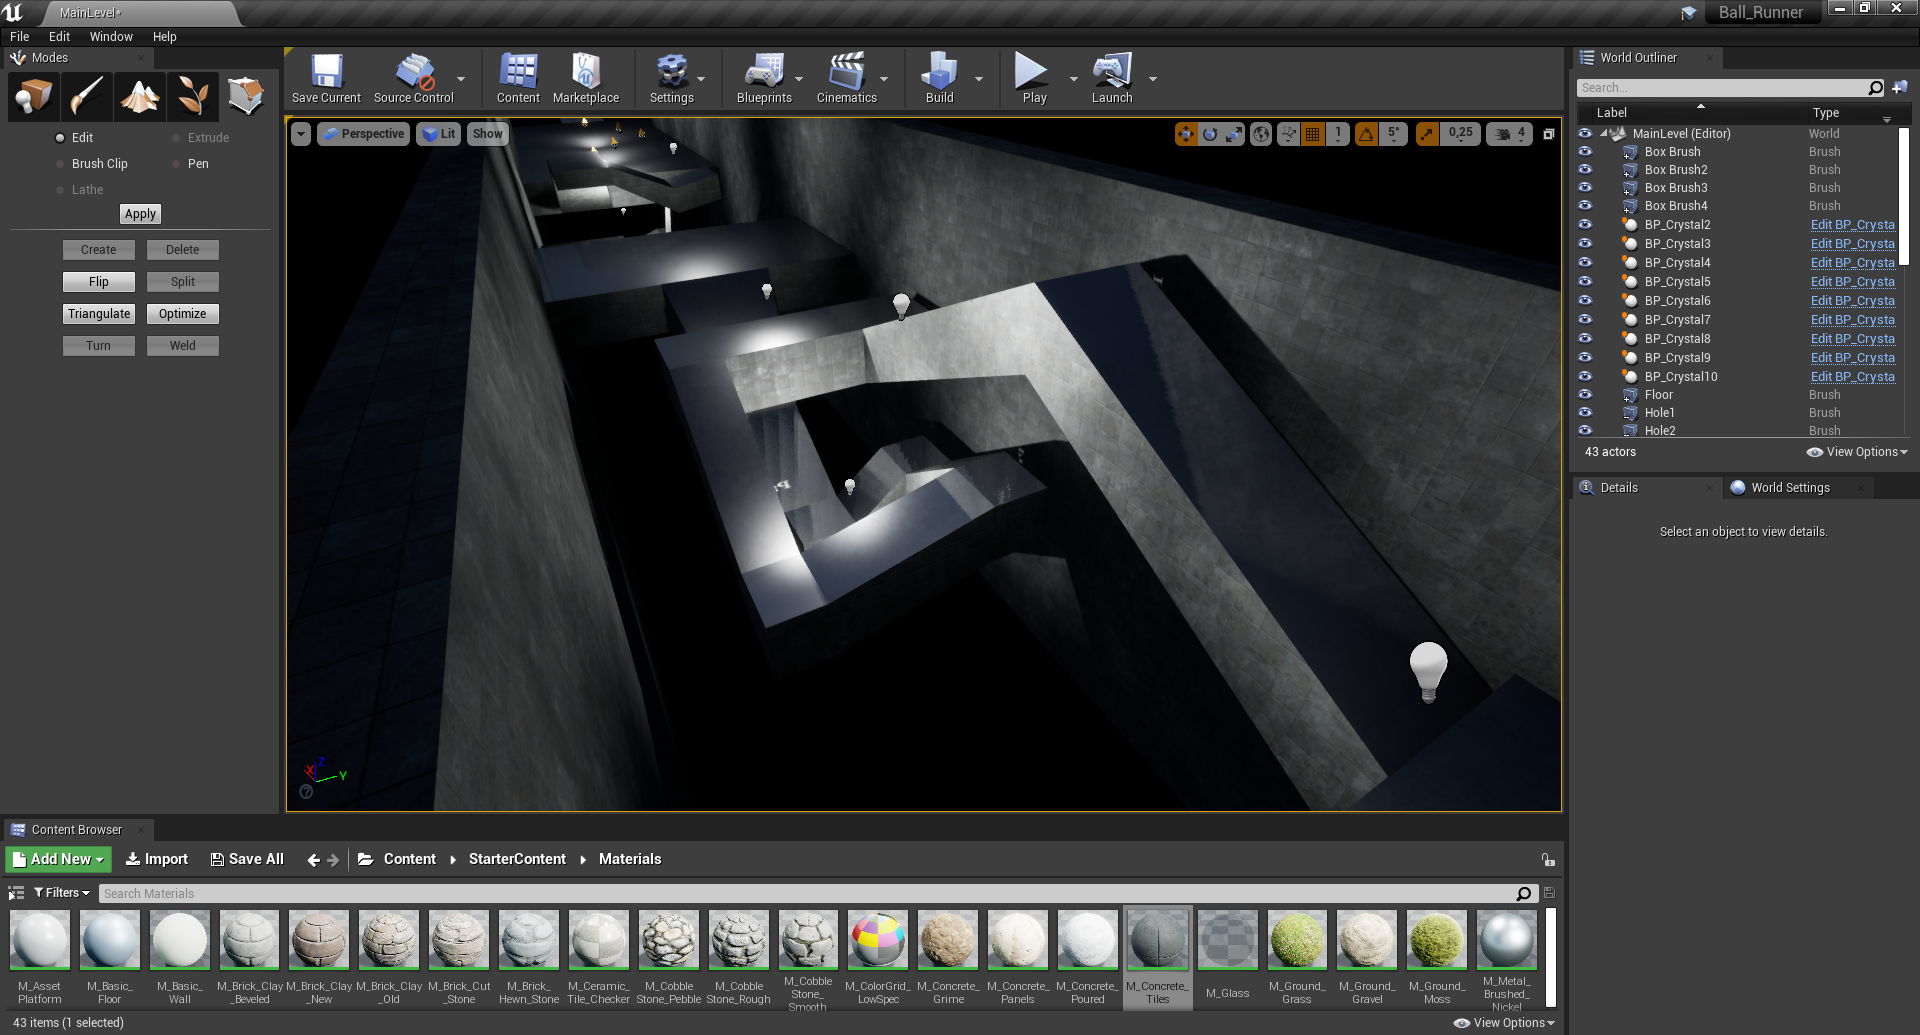 MainLevel*
Ball_Runner
File Edit Window Help
Modes
Edit
Extrude
Brush Clip
Pen
Lathe
Apply
Create Delete
Flip Split
Triangulate Optimize
Turn Weld
Save Current Source Control Content Marketplace Settings Blueprints Cinematics Build Play Launch
Perspective Lit Show
1 5° 0,25 4
X Z Y
World Outliner
Search...
Label Type
MainLevel (Editor) World
Box Brush Brush
Box Brush2 Brush
Box Brush3 Brush
Box Brush4 Brush
BP_Crystal2 Edit BP_Crysta
BP_Crystal3 Edit BP_Crysta
BP_Crystal4 Edit BP_Crysta
BP_Crystal5 Edit BP_Crysta
BP_Crystal6 Edit BP_Crysta
BP_Crystal7 Edit BP_Crysta
BP_Crystal8 Edit BP_Crysta
BP_Crystal9 Edit BP_Crysta
BP_Crystal10 Edit BP_Crysta
Floor Brush
Hole1 Brush
Hole2 Brush
43 actors View Options
Details World Settings
Select an object to view details.
Content Browser
Add New Import Save All Content StarterContent Materials
Filters Search Materials
M_Asset
Platform
M_Basic_
Floor
M_Basic_
Wall
M_Brick_Clay
_Beveled
M_Brick_Clay
_New
M_Brick_Clay
_Old
M_Brick_Cut
_Stone
M_Brick_
Hewn_Stone
M_Ceramic_
Tile_Checker
M_Cobble
Stone_Pebble
M_Cobble
Stone_Rough
M_Cobble
Stone_
Smooth
M_ColorGrid_
LowSpec
M_Concrete_
Grime
M_Concrete_
Panels
M_Concrete_
Poured
M_Concrete_
Tiles
M_Glass
M_Ground_
Grass
M_Ground_
Gravel
M_Ground_
Moss
M_Metal_
Brushed_
Nickel
43 items (1 selected)
View Options